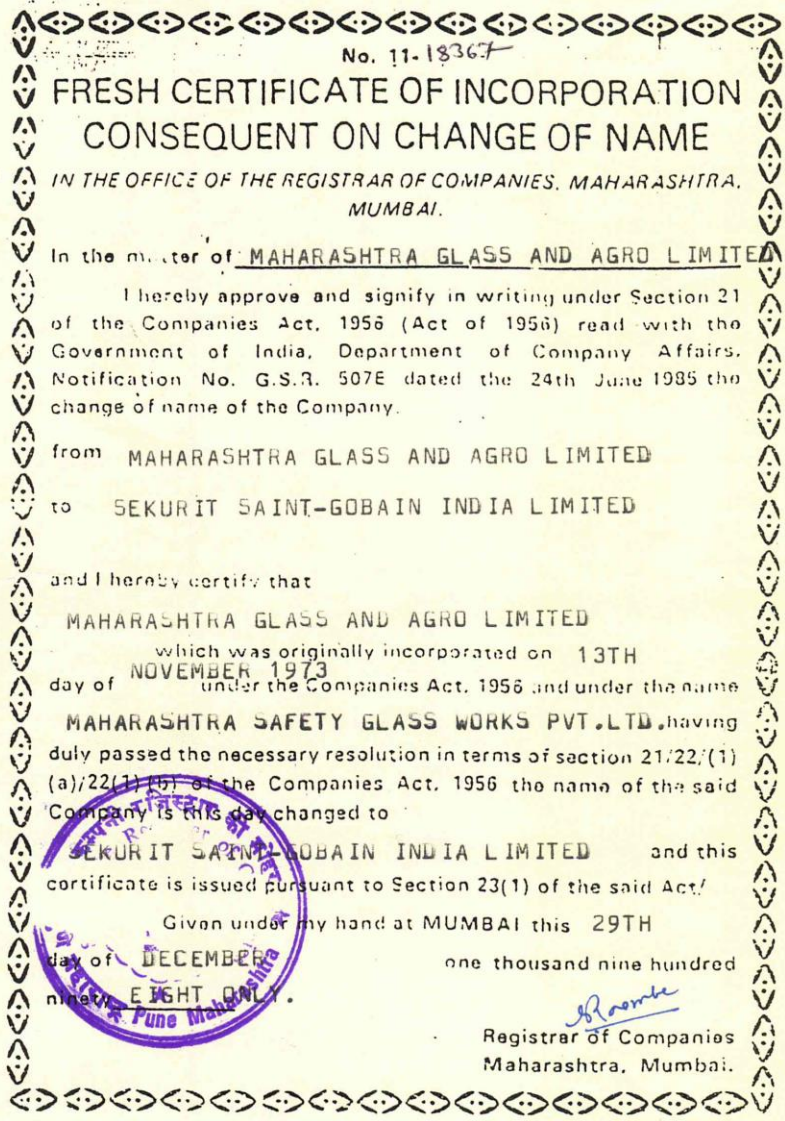 No. 11-18367
FRESH CERTIFICATE OF INCORPORATION
CONSEQUENT ON CHANGE OF NAME
IN THE OFFICE OF THE REGISTRAR OF COMPANIES, MAHARASHTRA,
MUMBAI.
In the matter of MAHARASHTRA GLASS AND AGRO LIMITED
I hereby approve and signify in writing under Section 21
of the Companies Act, 1956 (Act of 1956) read with the
Government of India, Department of Company Affairs,
Notification No. G.S.R. 507E dated the 24th June 1985 the
change of name of the Company.
from MAHARASHTRA GLASS AND AGRO LIMITED
to SEKURIT SAINT-GOBAIN INDIA LIMITED
and I hereby certify that
MAHARASHTRA GLASS AND AGRO LIMITED
which was originally incorporated on 13TH
day of NOVEMBER 1973 under the Companies Act, 1956 and under the name
MAHARASHTRA SAFETY GLASS WORKS PVT.LTD. having
duly passed the necessary resolution in terms of section 21/22/(1)
(a)/22(1)(b) of the Companies Act, 1956 the name of the said
Company is this day changed to
SEKURIT SAINT-GOBAIN INDIA LIMITED and this
certificate is issued pursuant to Section 23(1) of the said Act/
Given under my hand at MUMBAI this 29TH
day of DECEMBER one thousand nine hundred
ninety EIGHT ONLY.
Registrar of Companies
Maharashtra, Mumbai.
कम्पनी रजिस्ट्रार की मोहर
Pune Maharashtra